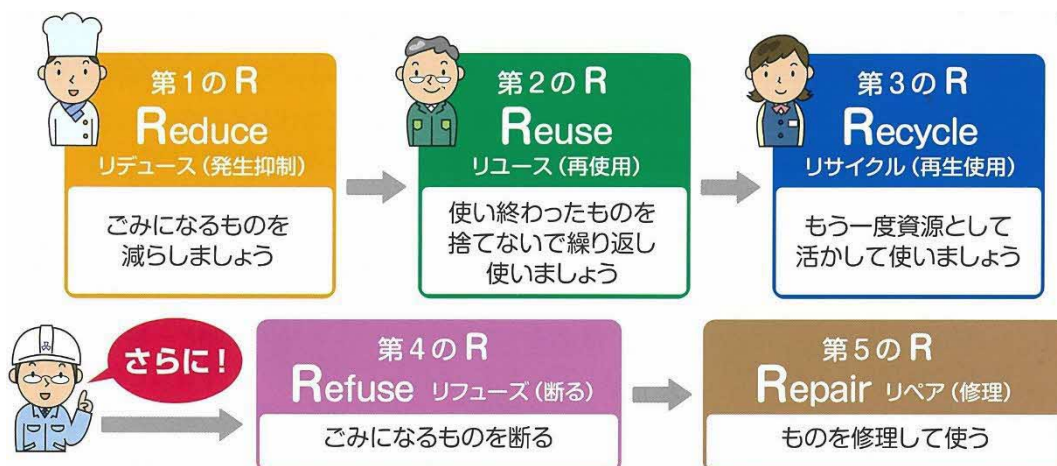 第1のR
Reduce
リデュース(発生抑制)
ごみになるものを
減らしましょう
第2のR
Reuse
リユース(再使用)
使い終わったものを
捨てないで繰り返し
使いましょう
第3のR
Recycle
リサイクル(再生使用)
もう一度資源として
活かして使いましょう
さらに!
第4のR
Refuse リフューズ(断る)
ごみになるものを断る
第5のR
Repair リペア(修理)
ものを修理して使う